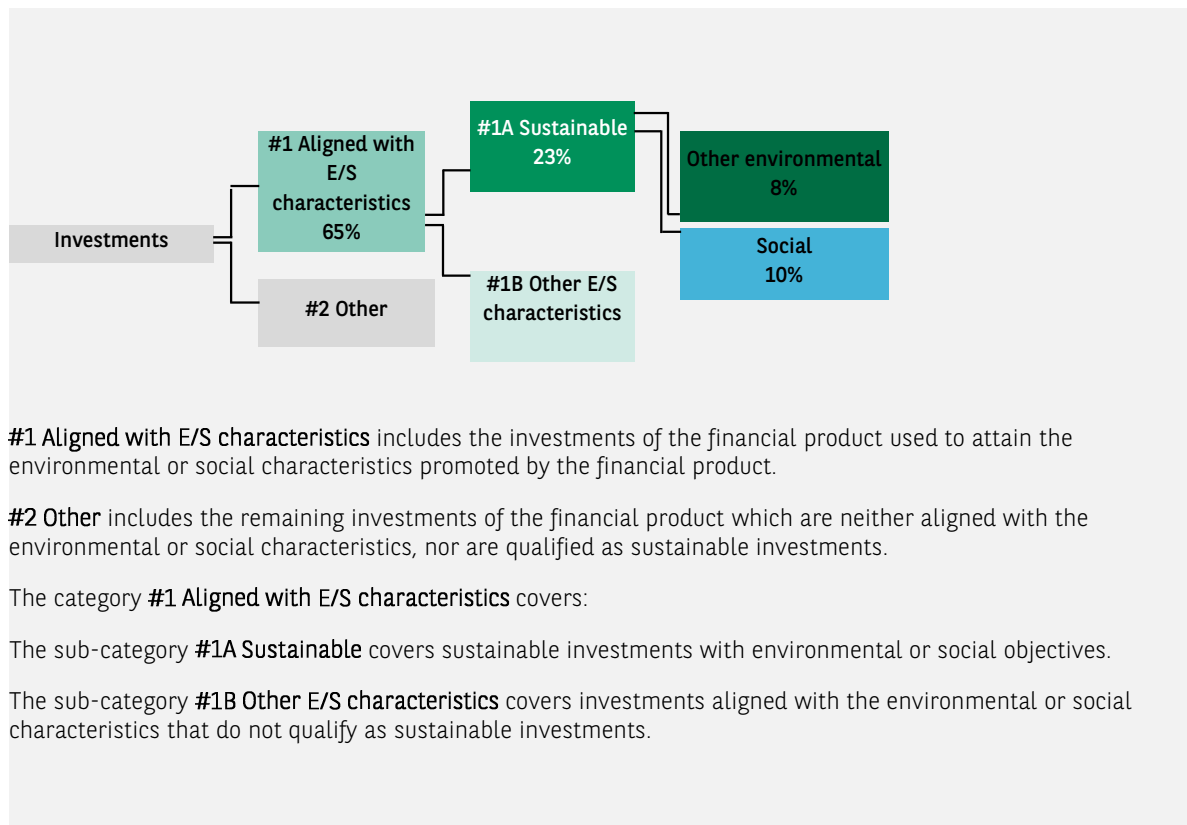 Investments
#1 Aligned with
E/S
characteristics
65%
#2 Other
#1A Sustainable
23%
#1B Other E/S
characteristics
Other environmental
8%
Social
10%
#1 Aligned with E/S characteristics includes the investments of the financial product used to attain the
environmental or social characteristics promoted by the financial product.
#2 Other includes the remaining investments of the financial product which are neither aligned with the
environmental or social characteristics, nor are qualified as sustainable investments.
The category #1 Aligned with E/S characteristics covers:
The sub-category #1A Sustainable covers sustainable investments with environmental or social objectives.
The sub-category #1B Other E/S characteristics covers investments aligned with the environmental or social
characteristics that do not qualify as sustainable investments.